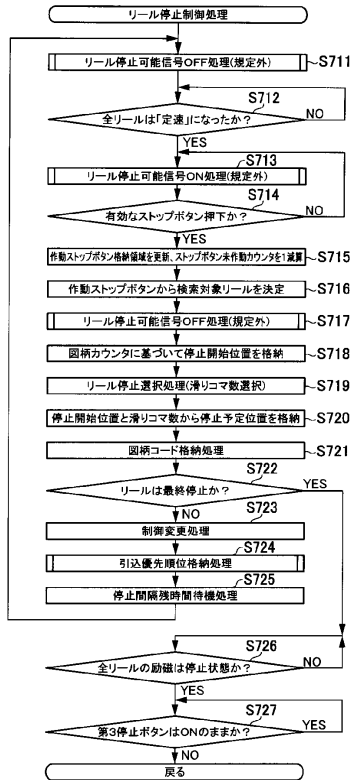 リール停止制御処理
リール停止可能信号OFF処理(規定外)
S711
S712
全リールは「定速」になったか?
NO
YES
S713
リール停止可能信号ON処理(規定外)
S714
有効なストップボタン押下か?
NO
YES
作動ストップボタン格納領域を更新、ストップボタン未作動カウンタを1減算
S715
作動ストップボタンから検索対象リールを決定
S716
リール停止可能信号OFF処理(規定外)
S717
図柄カウンタに基づいて停止開始位置を格納
S718
リール停止選択処理(滑りコマ数選択)
S719
停止開始位置と滑りコマ数から停止予定位置を格納
S720
図柄コード格納処理
S721
S722
リールは最終停止か?
YES
NO
S723
制御変更処理
S724
引込優先順位格納処理
S725
停止間隔残時間待機処理
S726
全リールの励磁は停止状態か?
NO
YES
S727
第3停止ボタンはONのままか?
YES
NO
戻る